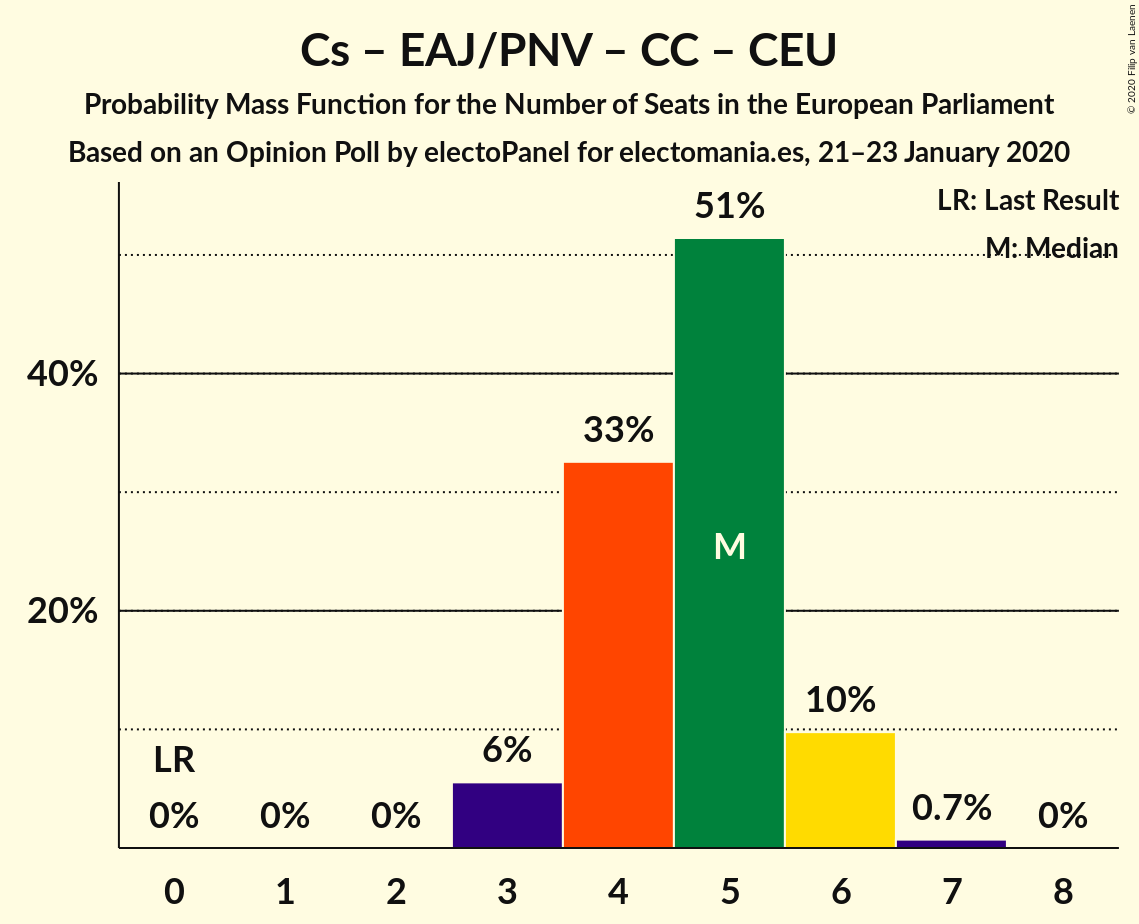 Cs – EAJ/PNV – CC – CEU
Probability Mass Function for the Number of Seats in the European Parliament
Based on an Opinion Poll by electoPanel for electomania.es, 21–23 January 2020
© 2020 Filip van Laenen
LR: Last Result
M: Median
51%
40%
33%
M
20%
10%
6%
LR
0.7%
0% 0% 0% 0%
0 1 2 3 4 5 6 7 8